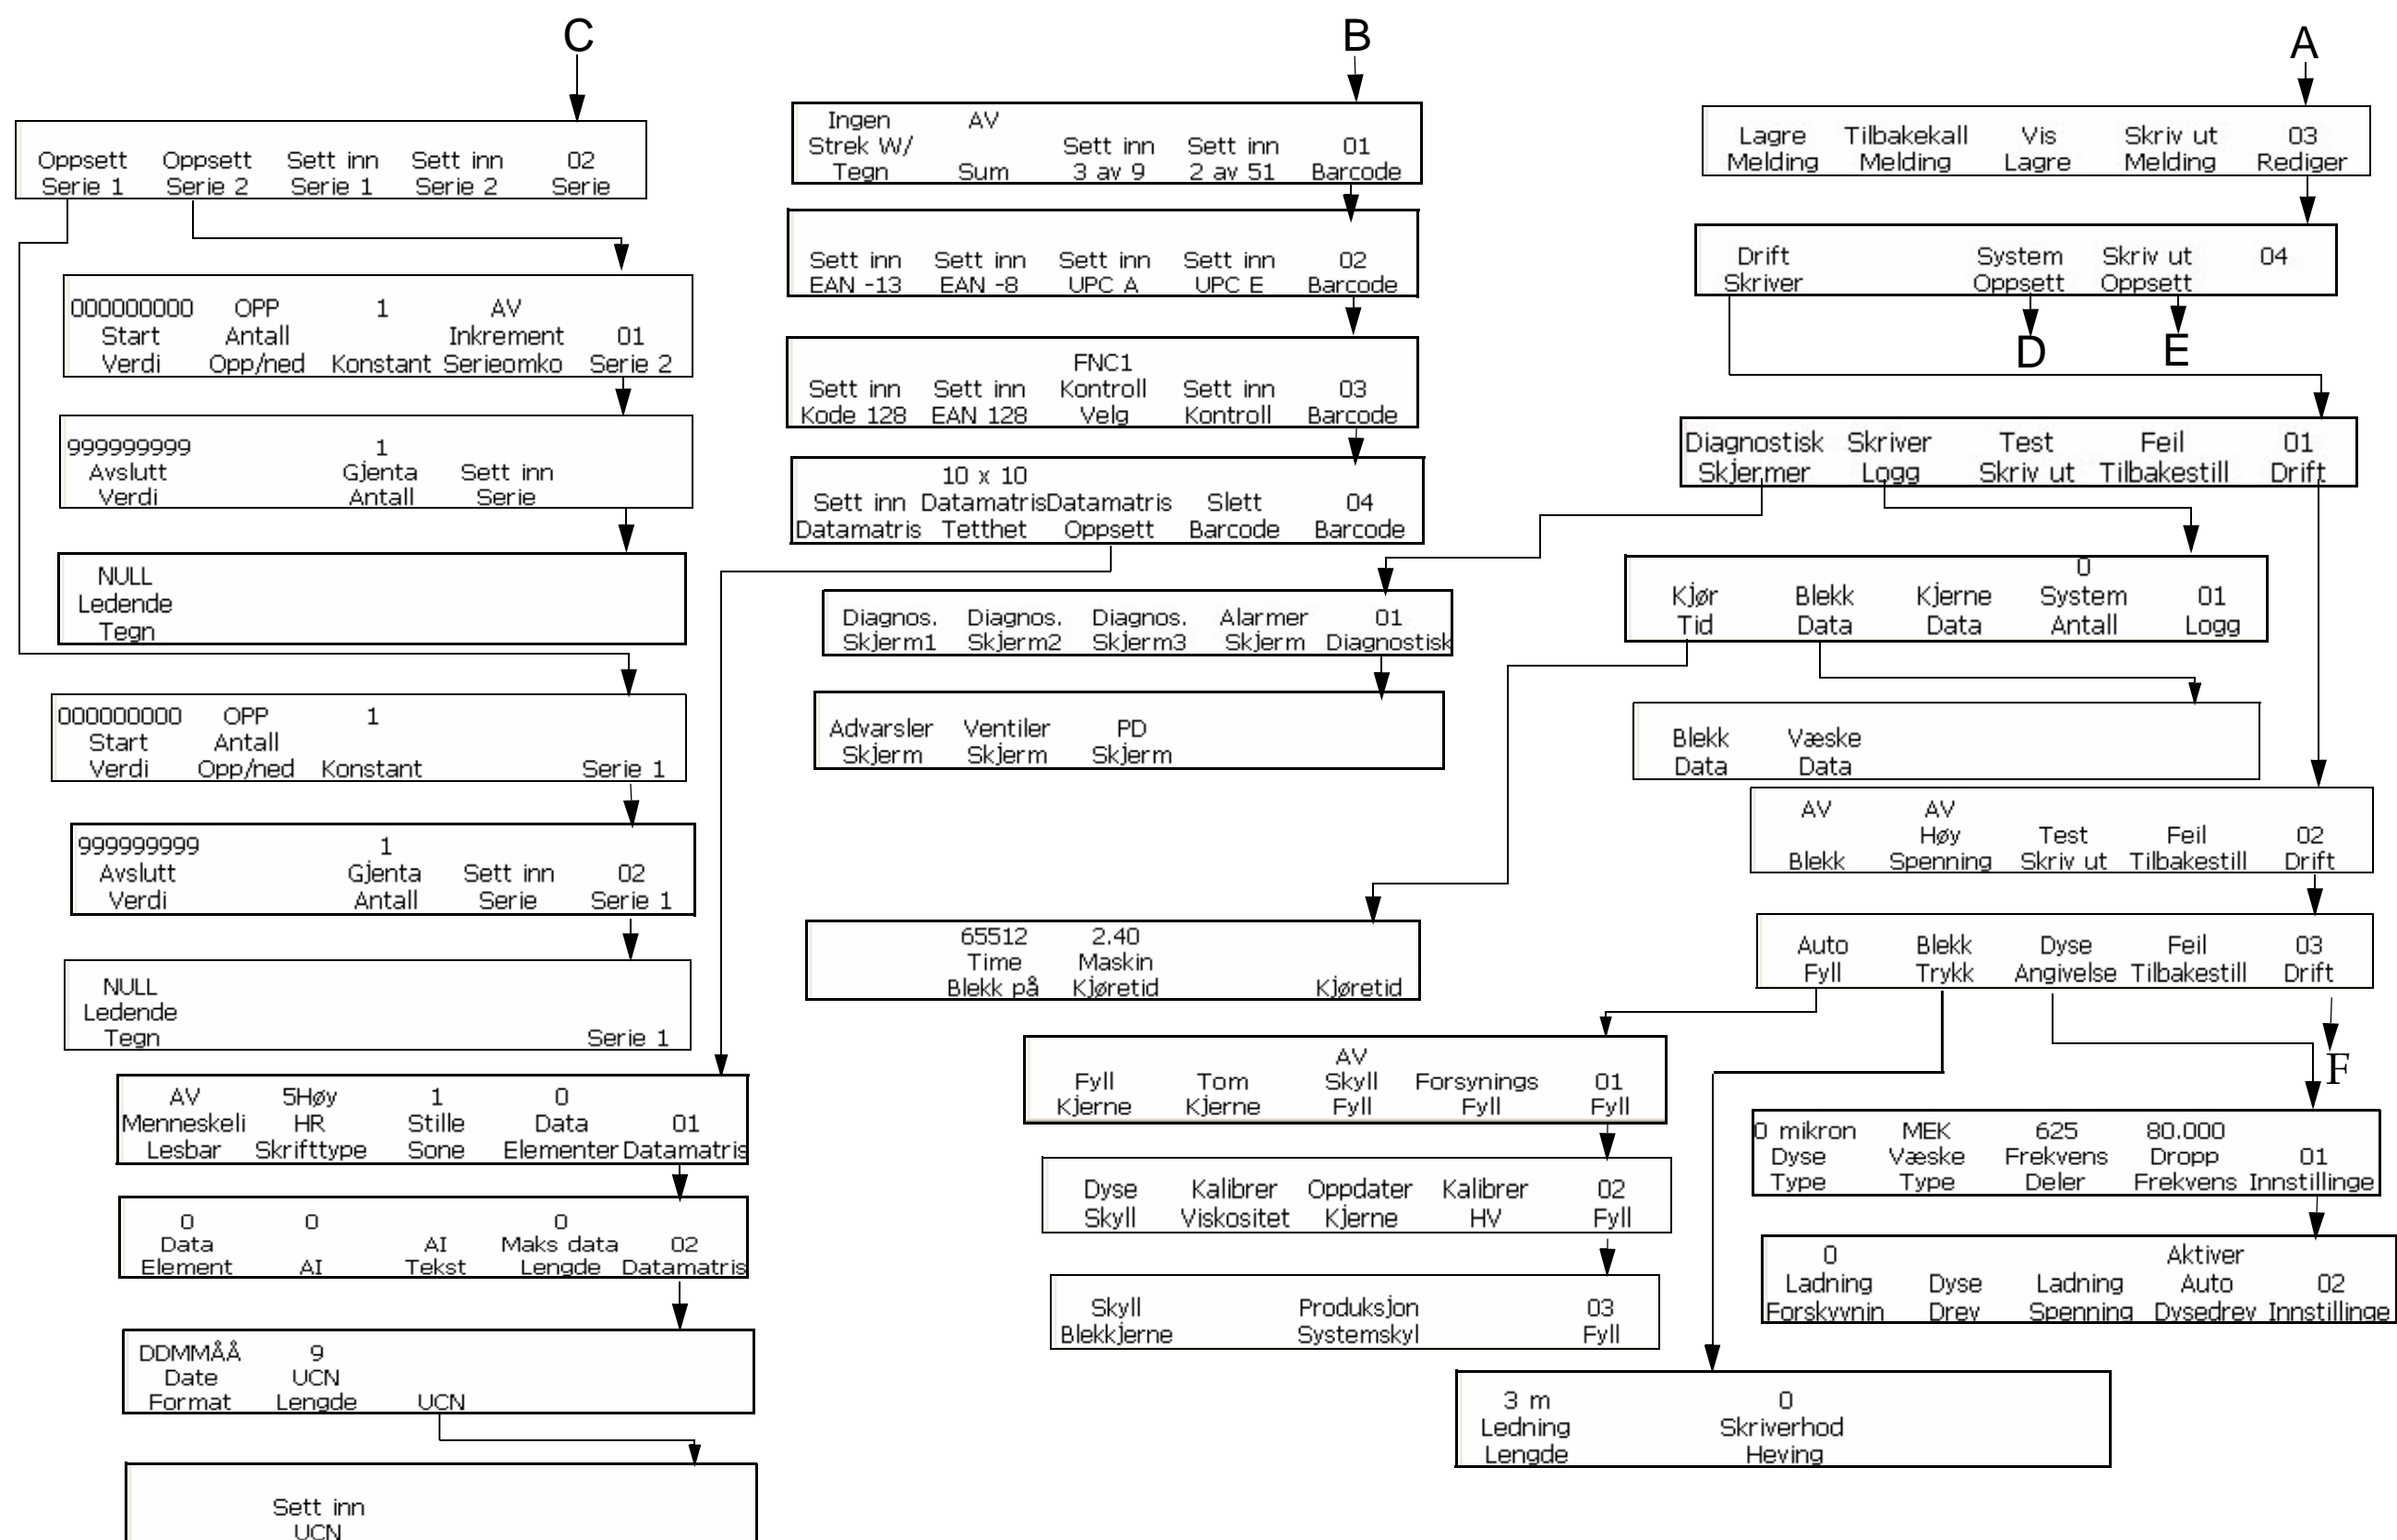 C
Oppsett Oppsett Sett inn Sett inn 02
Serie 1 Serie 2 Serie 1 Serie 2 Serie
000000000 OPP 1 AV
Start Antall Inkrement 01
Verdi Opp/ned Konstant Serieomko Serie 2
999999999 1
Avslutt Gjenta Sett inn
Verdi Antall Serie
NULL
Ledende
Tegn
000000000 OPP 1
Start Antall
Verdi Opp/ned Konstant Serie 1
999999999 1
Avslutt Gjenta Sett inn 02
Verdi Antall Serie Serie 1
NULL
Ledende
Tegn Serie 1
AV 5Høy 1 0
Menneskeli HR Stille Data 01
Lesbar Skrifttype Sone Elementer Datamatris
0 0 0
Data AI Maks data 02
Element AI Tekst Lengde Datamatris
DDMMÅÅ 9
Date UCN
Format Lengde UCN
Sett inn
UCN
B
Ingen AV
Strek W/ Sett inn Sett inn 01
Tegn Sum 3 av 9 2 av 51 Barcode
Sett inn Sett inn Sett inn Sett inn 02
EAN -13 EAN -8 UPC A UPC E Barcode
FNC1
Sett inn Sett inn Kontroll Sett inn 03
Kode 128 EAN 128 Velg Kontroll Barcode
10 x 10
Sett inn Datamatris Datamatris Slett 04
Datamatris Tetthet Oppsett Barcode Barcode
Diagnos. Diagnos. Diagnos. Alarmer 01
Skjerm1 Skjerm2 Skjerm3 Skjerm Diagnostisk
Advarsler Ventiler PD
Skjerm Skjerm Skjerm
65512 2.40
Time Maskin
Blekk på Kjøretid Kjøretid
AV
Fyll Tom Skyll Forsynings 01
Kjerne Kjerne Fyll Fyll Fyll
Dyse Kalibrer Oppdater Kalibrer 02
Skyll Viskositet Kjerne HV Fyll
Skyll Produksjon 03
Blekkjerne Systemskyl Fyll
A
Lagre Tilbakekall Vis Skriv ut 03
Melding Melding Lagre Melding Rediger
Drift System Skriv ut 04
Skriver Oppsett Oppsett
D E
Diagnostisk Skriver Test Feil 01
Skjermer Logg Skriv ut Tilbakestill Drift
0
Kjør Blekk Kjerne System 01
Tid Data Data Antall Logg
Blekk Væske
Data Data
AV AV
Høy Test Feil 02
Blekk Spenning Skriv ut Tilbakestill Drift
Auto Blekk Dyse Feil 03
Fyll Trykk Angivelse Tilbakestill Drift
F
0 mikron MEK 625 80.000
Dyse Væske Frekvens Dropp 01
Type Type Deler Frekvens Innstillinge
0 Aktiver
Ladning Dyse Ladning Auto 02
Forskyvnin Drev Spenning Dysedrev Innstillinge
3 m 0
Ledning Skriverhod
Lengde Heving